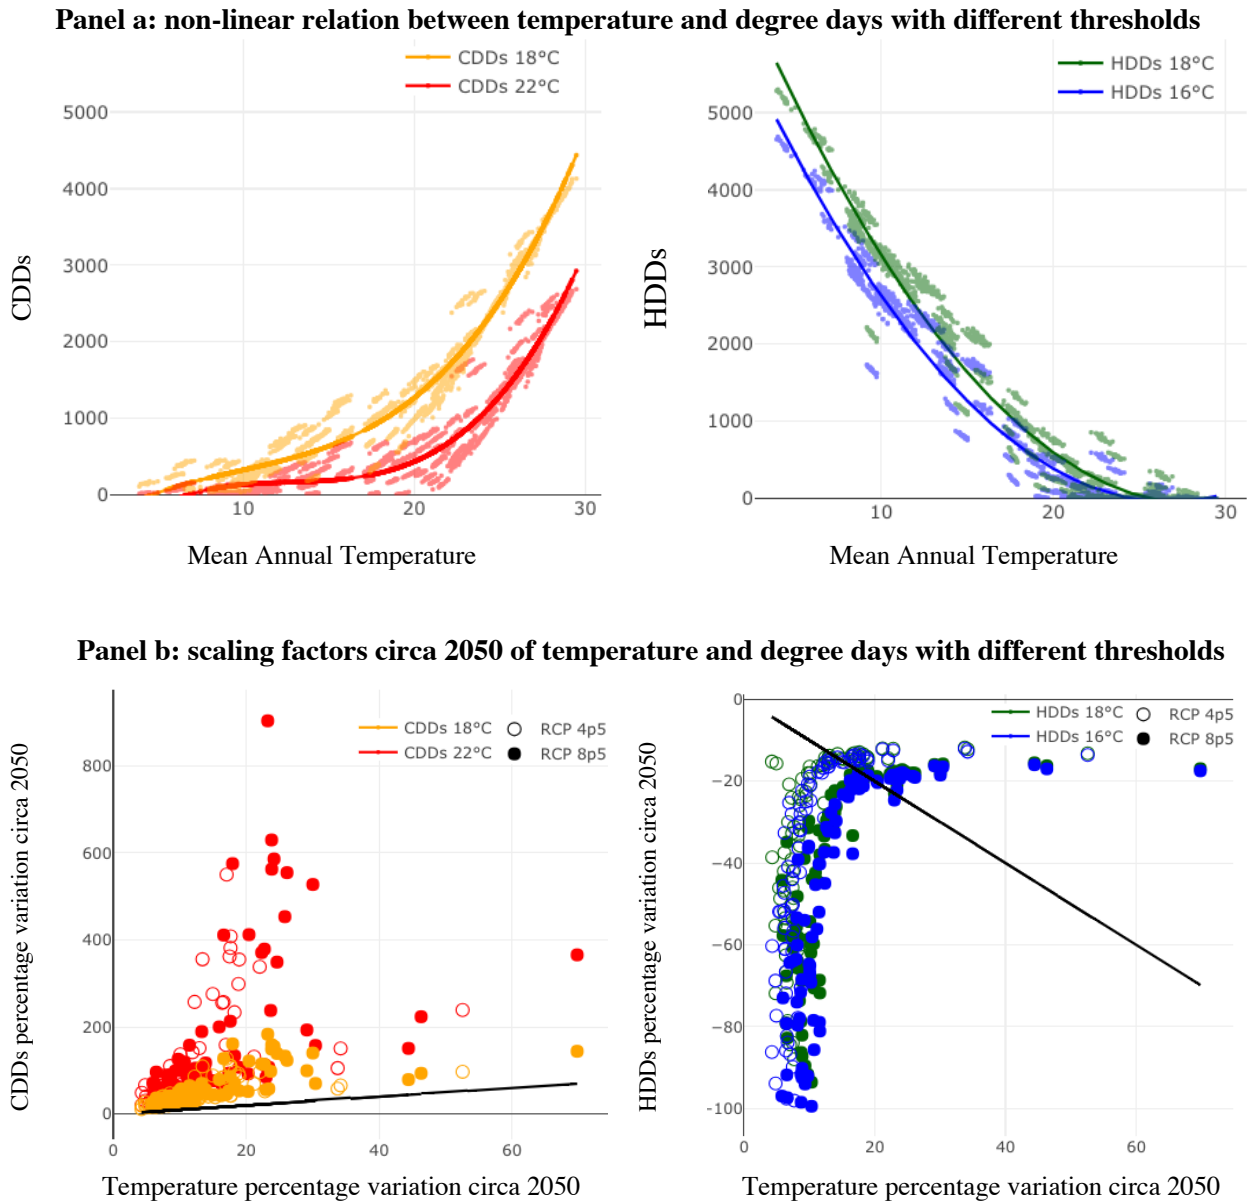 Panel a: non-linear relation between temperature and degree days with different thresholds
CDDs 18°C
CDDs 22°C
5000
4000
3000
2000
1000
0
10
20
30
CDDs
Mean Annual Temperature
HDDs 18°C
HDDs 16°C
5000
4000
3000
2000
1000
0
10
20
30
HDDs
Mean Annual Temperature
Panel b: scaling factors circa 2050 of temperature and degree days with different thresholds
CDDs 18°C
RCP 4p5
CDDs 22°C
RCP 8p5
800
600
400
200
0
0
20
40
60
CDDs percentage variation circa 2050
Temperature percentage variation circa 2050
HDDs 18°C
RCP 4p5
HDDs 16°C
RCP 8p5
0
-20
-40
-60
-80
-100
0
20
40
60
HDDs percentage variation circa 2050
Temperature percentage variation circa 2050